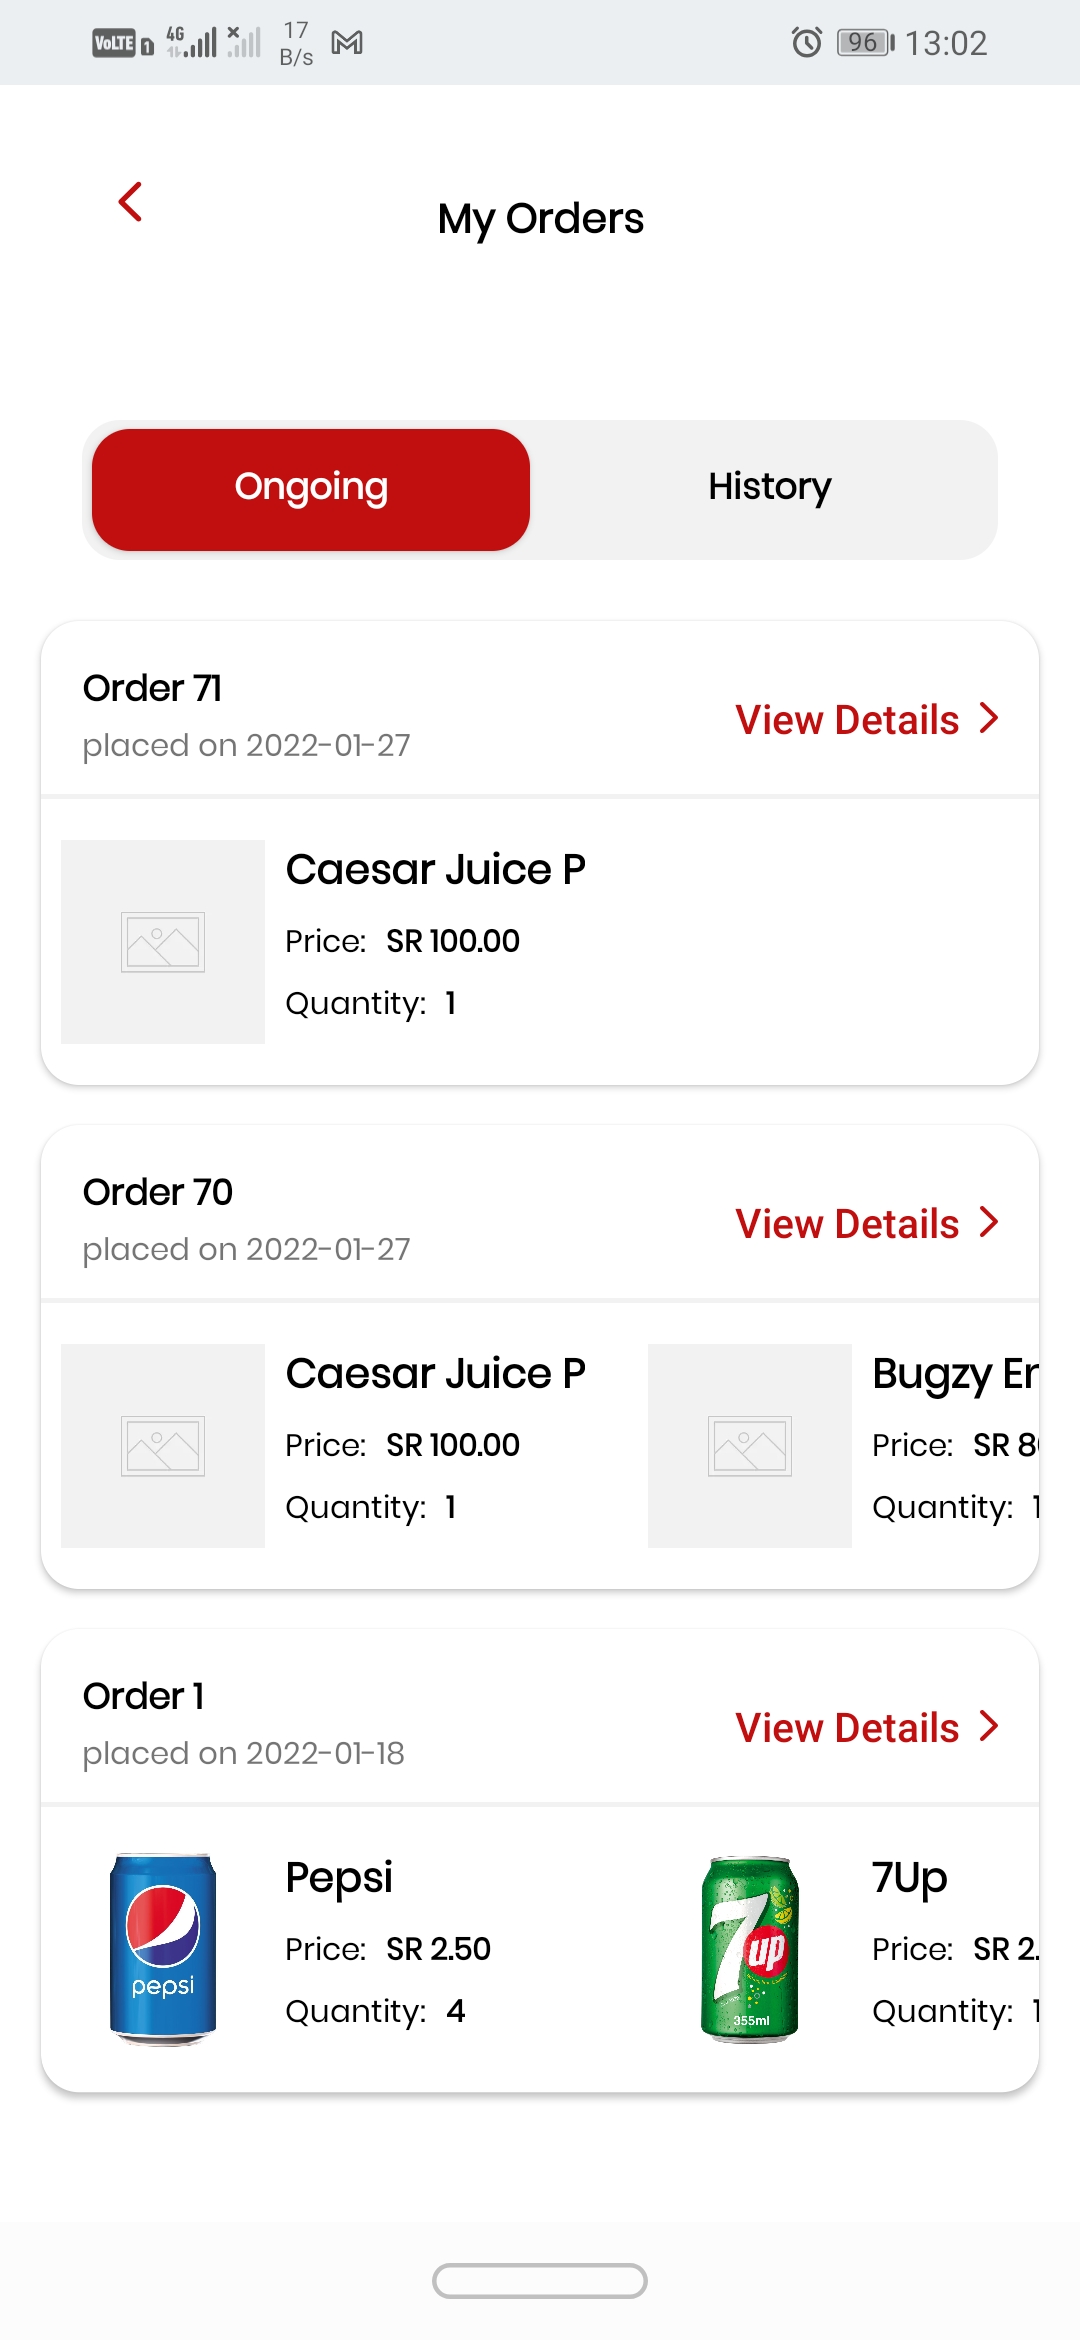 VoLTE 1 4G 17 B/s 96 13:02
My Orders
Ongoing History
Order 71
placed on 2022-01-27
View Details
Caesar Juice P
Price: SR 100.00
Quantity: 1
Order 70
placed on 2022-01-27
View Details
Caesar Juice P
Price: SR 100.00
Quantity: 1
Bugzy
Price: SR
Quantity: 1
Order 1
placed on 2022-01-18
View Details
pepsi
Pepsi
Price: SR 2.50
Quantity: 4
7up
355ml
7Up
Price: SR 2.
Quantity: 1